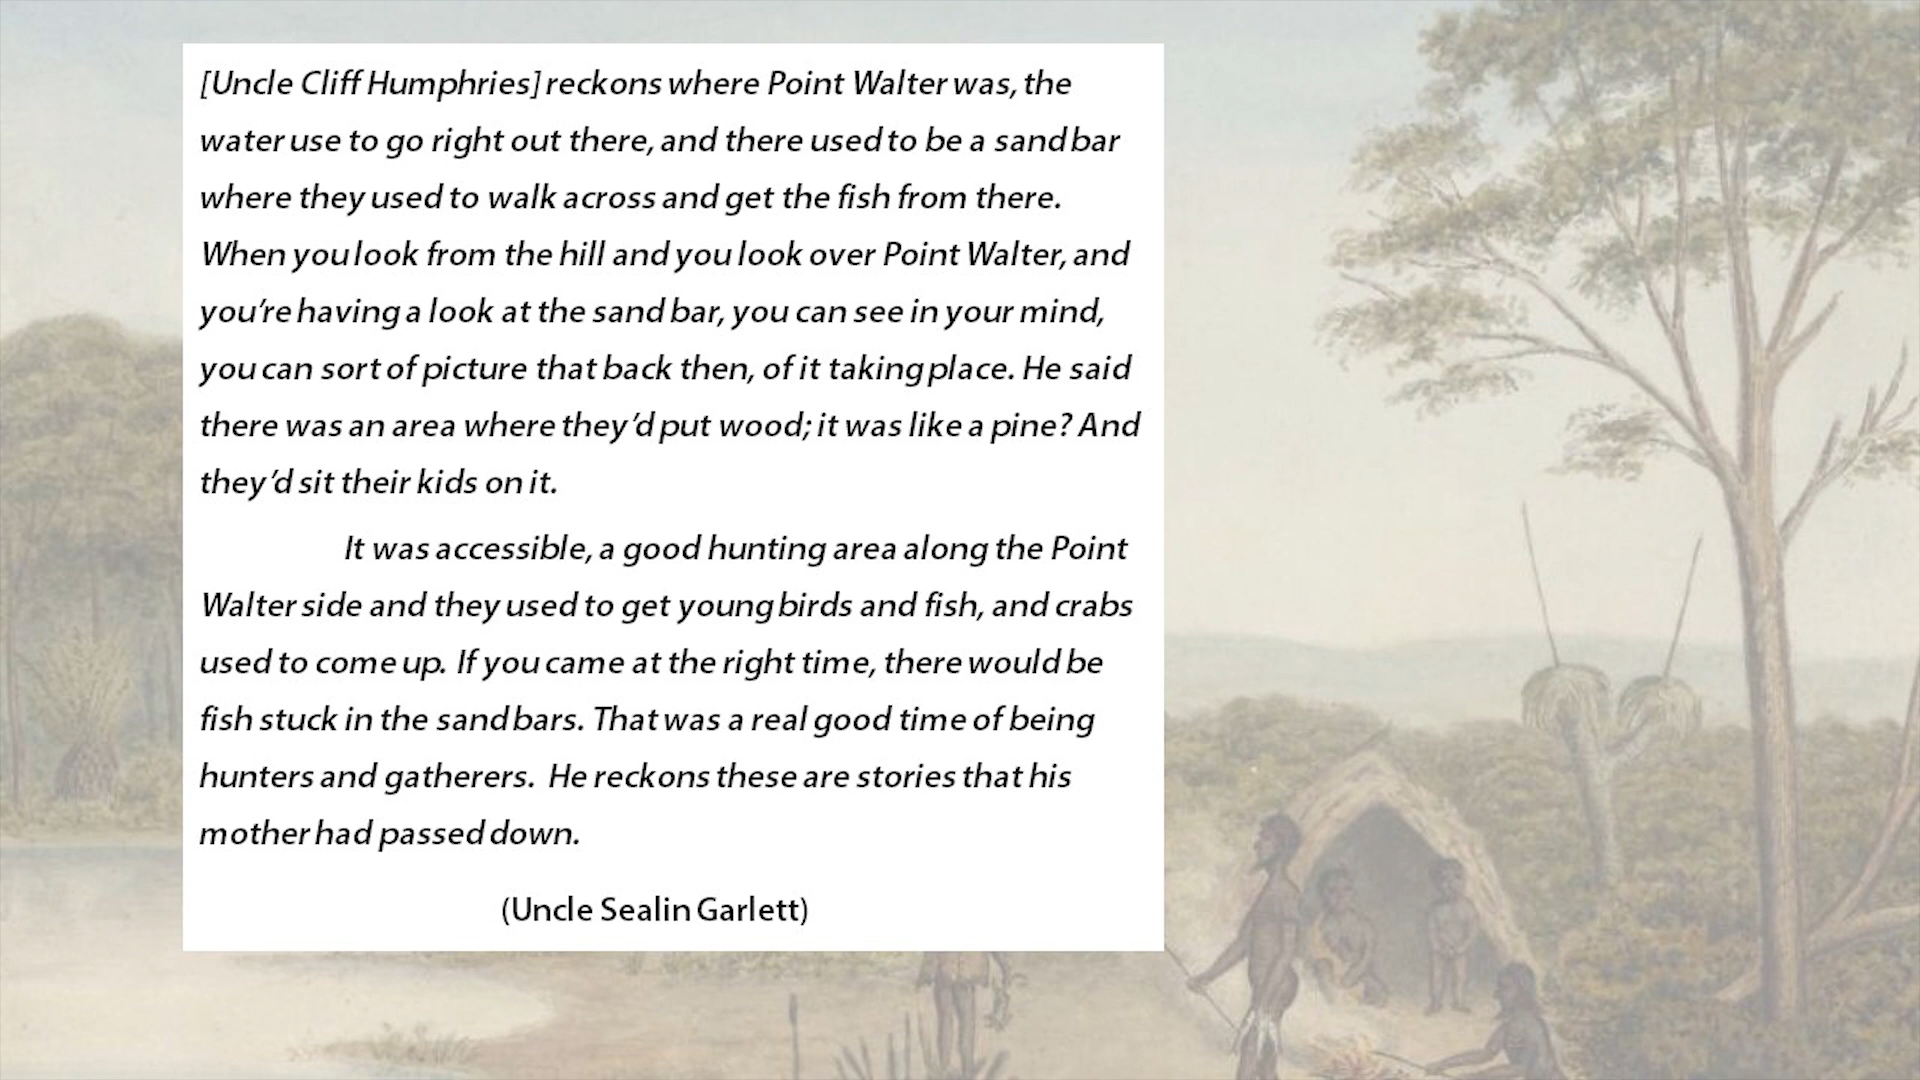 [Uncle Cliff Humphries] reckons where Point Walter was, the
water use to go right out there, and there used to be a sand bar
where they used to walk across and get the fish from there.
When you look from the hill and you look over Point Walter, and
you’re having a look at the sand bar, you can see in your mind,
you can sort of picture that back then, of it taking place. He said
there was an area where they’d put wood; it was like a pine? And
they’d sit their kids on it.
It was accessible, a good hunting area along the Point
Walter side and they used to get young birds and fish, and crabs
used to come up. If you came at the right time, there would be
fish stuck in the sand bars. That was a real good time of being
hunters and gatherers. He reckons these are stories that his
mother had passed down.
(Uncle Sealin Garlett)